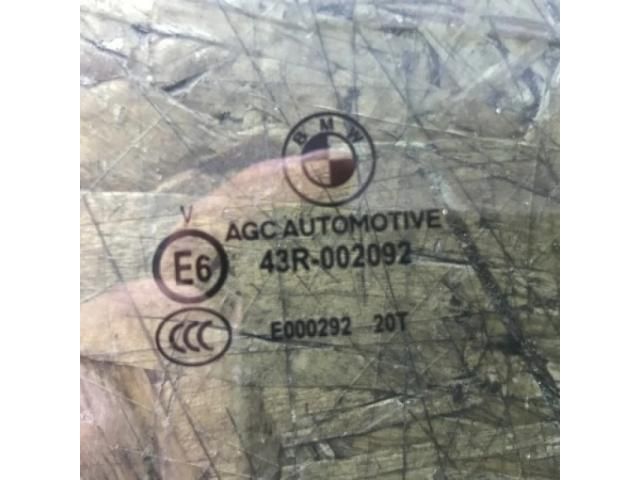 BMW
V
AGC AUTOMOTIVE
E6 43R-002092
CCC E000292 20T